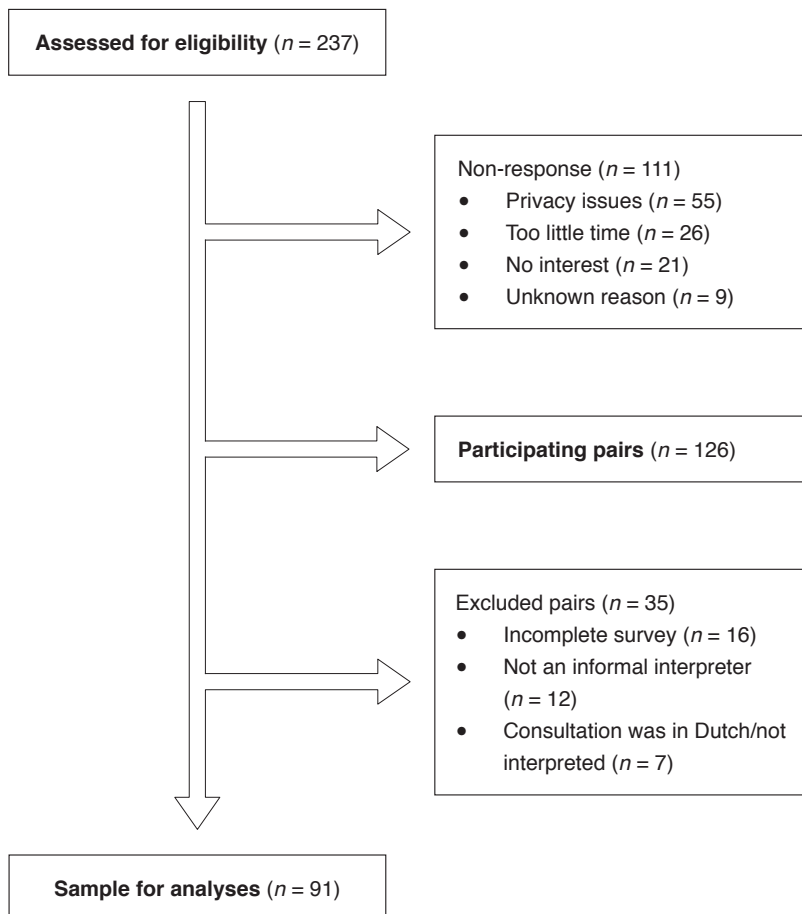 Assessed for eligibility (n = 237)
Non-response (n = 111)
• Privacy issues (n = 55)
• Too little time (n = 26)
• No interest (n = 21)
• Unknown reason (n = 9)
Participating pairs (n = 126)
Excluded pairs (n = 35)
• Incomplete survey (n = 16)
• Not an informal interpreter
(n = 12)
• Consultation was in Dutch/not
interpreted (n = 7)
Sample for analyses (n = 91)